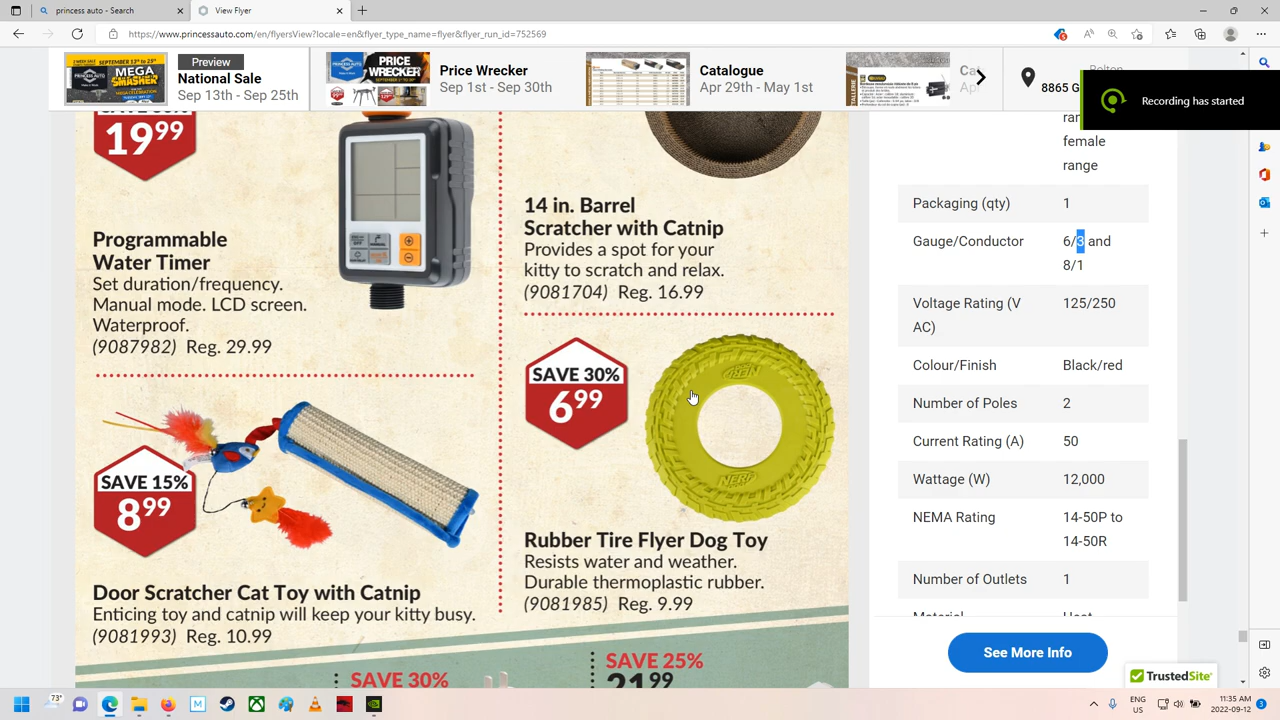 princess auto - Search
View Flyer
https://www.princessauto.com/en/flyersView?locale=en&flyer_type_name=flyer&flyer_run_id=752569
Preview
National Sale
Sep 25th
Price Wrecker
Sep 30th
Catalogue
Apr 29th - May 1st
8865 G
has started
19 99
Programmable
Water Timer
Set duration/frequency.
Manual mode. LCD screen.
Waterproof.
(9087982) Reg. 29.99
14 in. Barrel
Scratcher with Catnip
Provides a spot for your
kitty to scratch and relax.
(9081704) Reg. 16.99
SAVE 30%
6 99
NERF
Rubber Tire Flyer Dog Toy
Resists water and weather.
Durable thermoplastic rubber.
(9081985) Reg. 9.99
SAVE 15%
8 99
Door Scratcher Cat Toy with Catnip
Enticing toy and catnip will keep your kitty busy.
(9081993) Reg. 10.99
SAVE 30%
SAVE 25%
21 99
female
range
Packaging (qty) 1
Gauge/Conductor 6/3 and
8/1
Voltage Rating (V 125/250
AC)
Colour/Finish Black/red
Number of Poles 2
Current Rating (A) 50
Wattage (W) 12,000
NEMA Rating 14-50P to
14-50R
Number of Outlets 1
See More Info
TrustedSite
73°
ENG
US
11:35 AM
2022-09-12